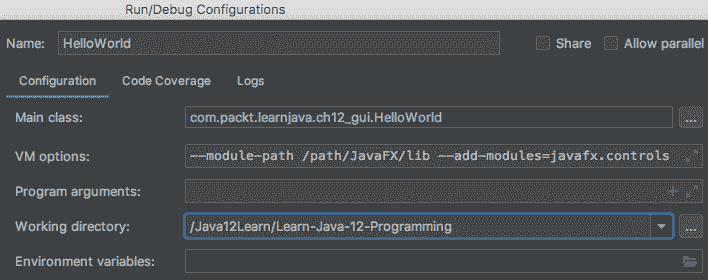 Run/Debug Configurations
Name: HelloWorld Share Allow parallel
Configuration Code Coverage Logs
Main class: com.packt.learnjava.ch12_gui.HelloWorld ...
VM options: --module-path /path/JavaFX/lib --add-modules=javafx.controls
Program arguments:
Working directory: /Java12Learn/Learn-Java-12-Programming ...
Environment variables: